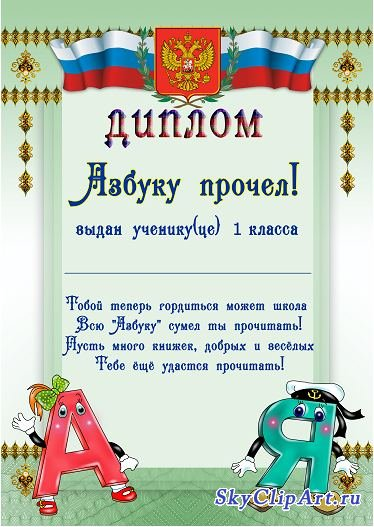 ДИПЛОМ
Азбуку прочел!
выдан ученику(це) 1 класса
Тобой теперь гордиться может школа
Всю "Азбуку" сумел ты прочитать!
Пусть много книжек, добрых и весёлых
Тебе ёщё удастся прочитать!
А
Я
SkyClipArt.ru